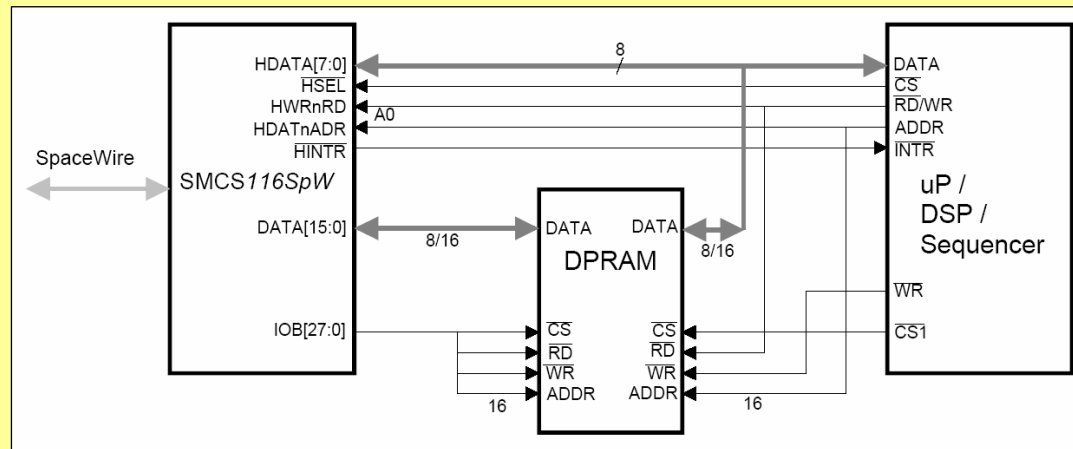 SpaceWire
HDATA[7:0]
HSEL
HWRnRD
HDATnADR
HINTR
SMCS116SpW
DATA[15:0]
IOB[27:0]
8
A0
8/16
16
DATA
CS
RD
WR
ADDR
DPRAM
DATA
CS
RD
WR
ADDR
8/16
16
DATA
CS
RD/WR
ADDR
INTR
uP /
DSP /
Sequencer
WR
CS1